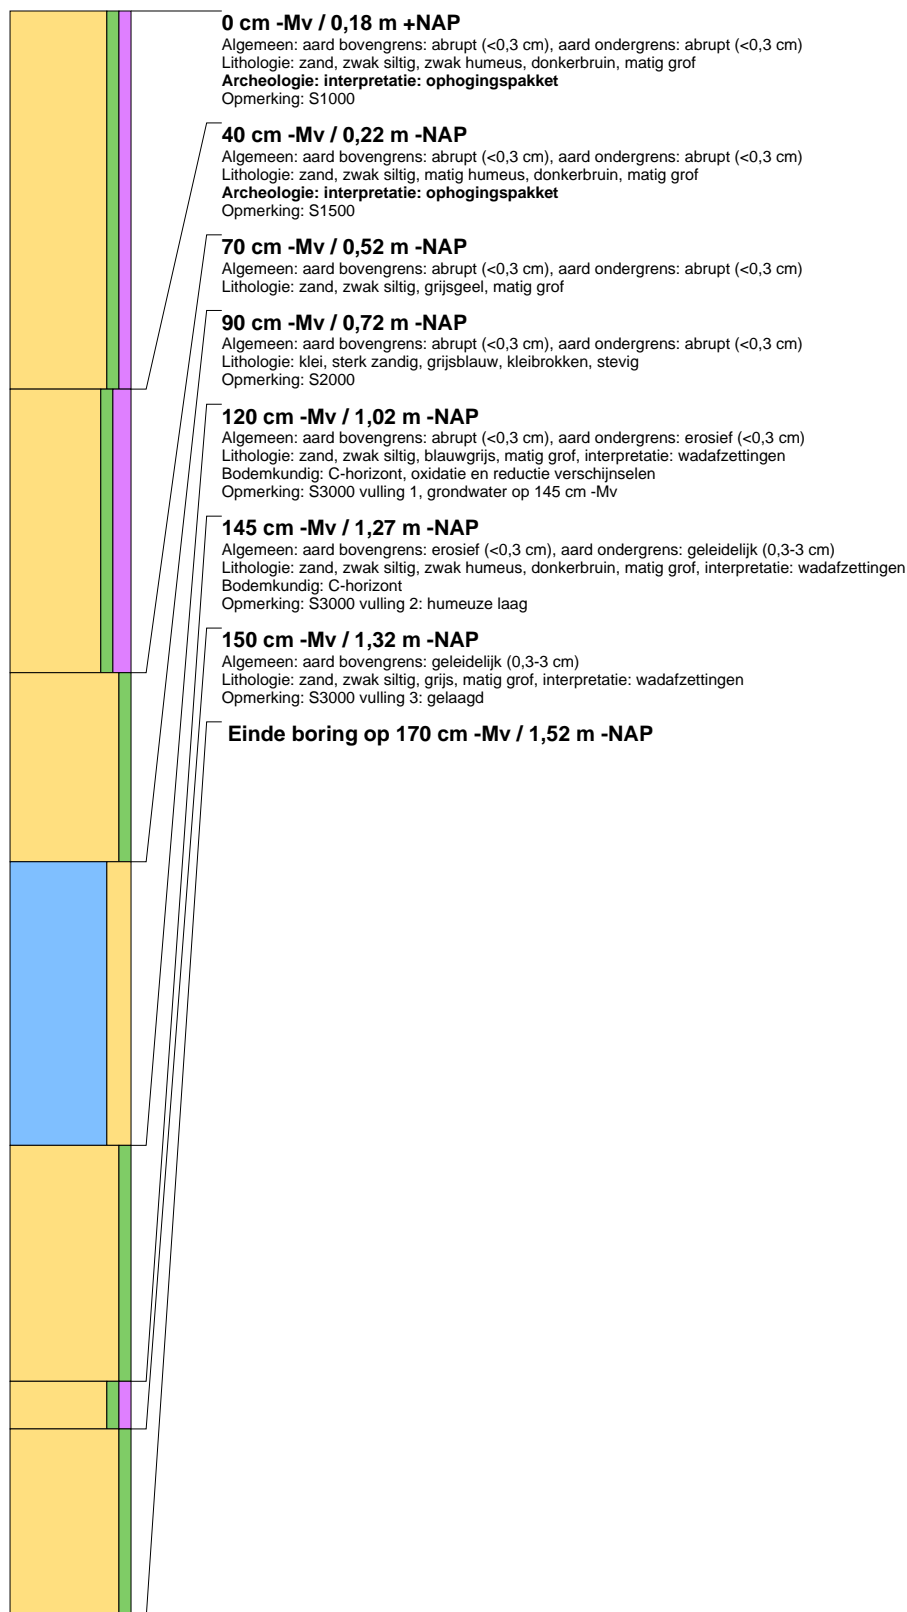 0 cm -Mv / 0,18 m +NAP
Algemeen: aard bovengrens: abrupt (<0,3 cm), aard ondergrens: abrupt (<0,3 cm)
Lithologie: zand, zwak siltig, zwak humeus, donkerbruin, matig grof
Archeologie: interpretatie: ophogingspakket
Opmerking: S1000
40 cm -Mv / 0,22 m -NAP
Algemeen: aard bovengrens: abrupt (<0,3 cm), aard ondergrens: abrupt (<0,3 cm)
Lithologie: zand, zwak siltig, matig humeus, donkerbruin, matig grof
Archeologie: interpretatie: ophogingspakket
Opmerking: S1500
70 cm -Mv / 0,52 m -NAP
Algemeen: aard bovengrens: abrupt (<0,3 cm), aard ondergrens: abrupt (<0,3 cm)
Lithologie: zand, zwak siltig, grijsgeel, matig grof
90 cm -Mv / 0,72 m -NAP
Algemeen: aard bovengrens: abrupt (<0,3 cm), aard ondergrens: abrupt (<0,3 cm)
Lithologie: klei, sterk zandig, grijsblauw, kleibrokken, stevig
Opmerking: S2000
120 cm -Mv / 1,02 m -NAP
Algemeen: aard bovengrens: abrupt (<0,3 cm), aard ondergrens: erosief (<0,3 cm)
Lithologie: zand, zwak siltig, blauwgrijs, matig grof, interpretatie: wadafzettingen
Bodemkundig: C-horizont, oxidatie en reductie verschijnselen
Opmerking: S3000 vulling 1, grondwater op 145 cm -Mv
145 cm -Mv / 1,27 m -NAP
Algemeen: aard bovengrens: erosief (<0,3 cm), aard ondergrens: geleidelijk (0,3-3 cm)
Lithologie: zand, zwak siltig, zwak humeus, donkerbruin, matig grof, interpretatie: wadafzettingen
Bodemkundig: C-horizont
Opmerking: S3000 vulling 2: humeuze laag
150 cm -Mv / 1,32 m -NAP
Algemeen: aard bovengrens: geleidelijk (0,3-3 cm)
Lithologie: zand, zwak siltig, grijs, matig grof, interpretatie: wadafzettingen
Opmerking: S3000 vulling 3: gelaagd
Einde boring op 170 cm -Mv / 1,52 m -NAP